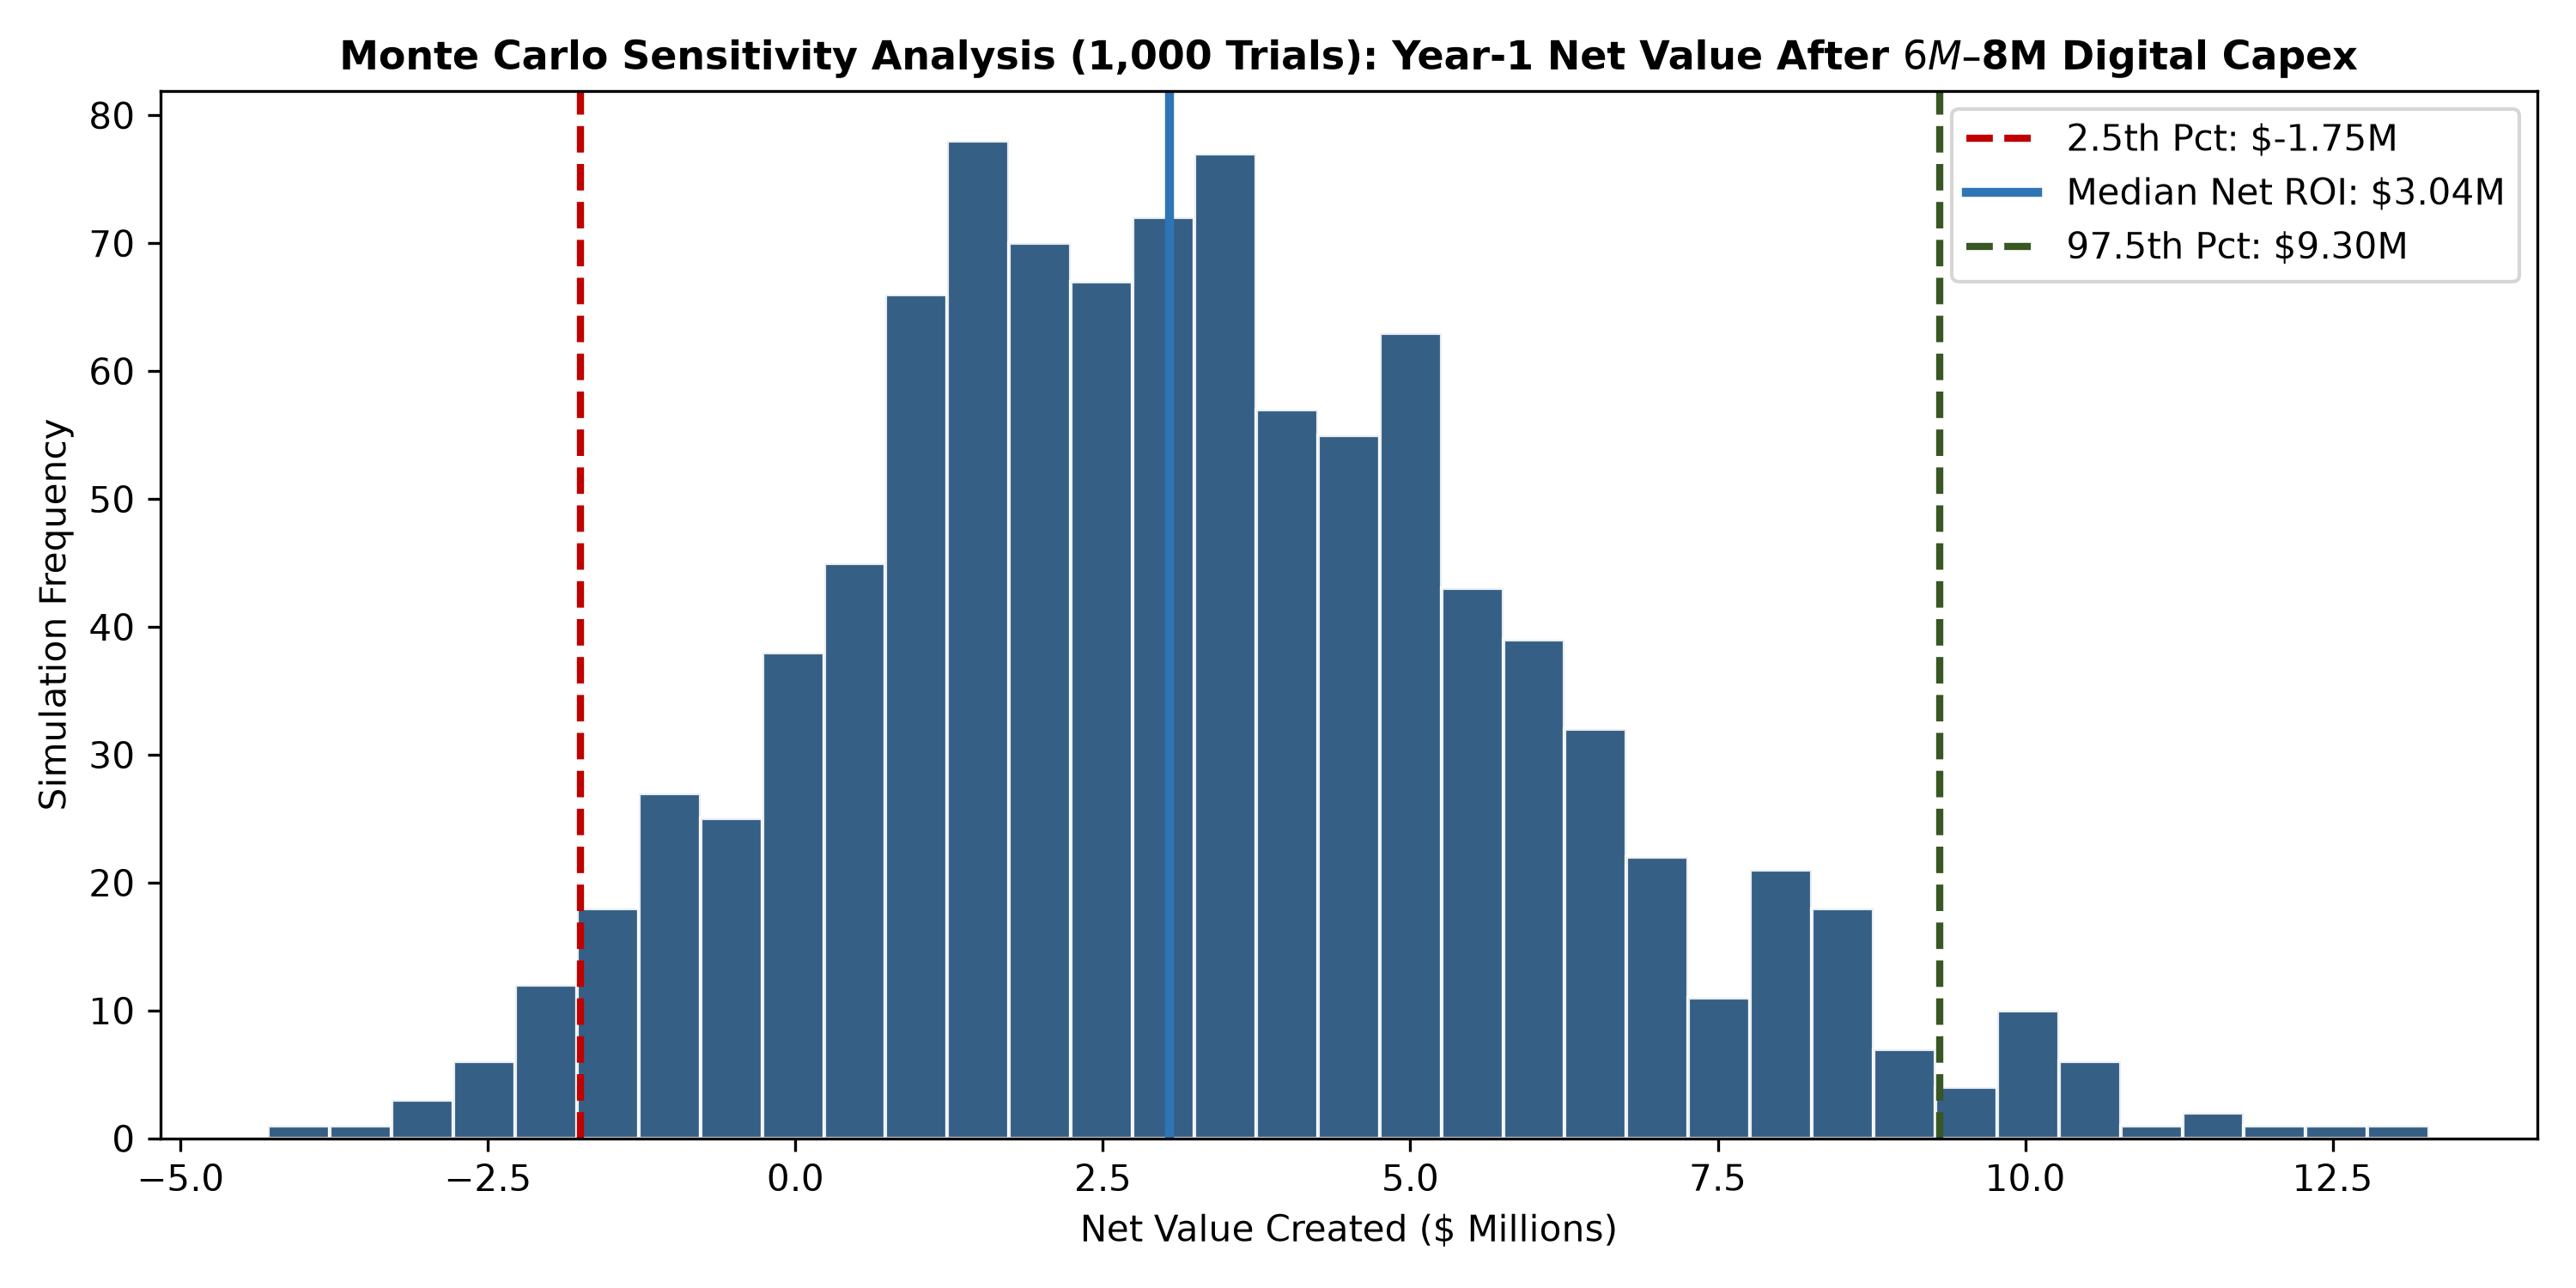 Monte Carlo Sensitivity Analysis (1,000 Trials): Year-1 Net Value After 6M–8M Digital Capex
2.5th Pct: $-1.75M
Median Net ROI: $3.04M
97.5th Pct: $9.30M
Simulation Frequency
80
70
60
50
40
30
20
10
0
−5.0
−2.5
0.0
2.5
5.0
7.5
10.0
12.5
Net Value Created ($ Millions)